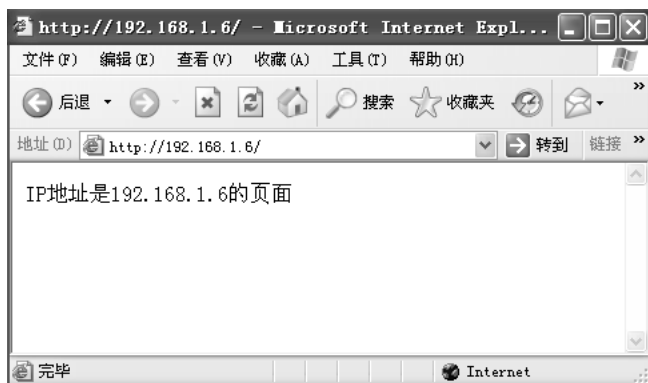 http://192.168.1.6/ - Microsoft Internet Expl...
文件(F) 编辑(E) 查看(V) 收藏(A) 工具(T) 帮助(H)
后退 搜索 收藏夹 »
地址(D) http://192.168.1.6/ 转到 链接 »
IP地址是192.168.1.6的页面
完毕 Internet